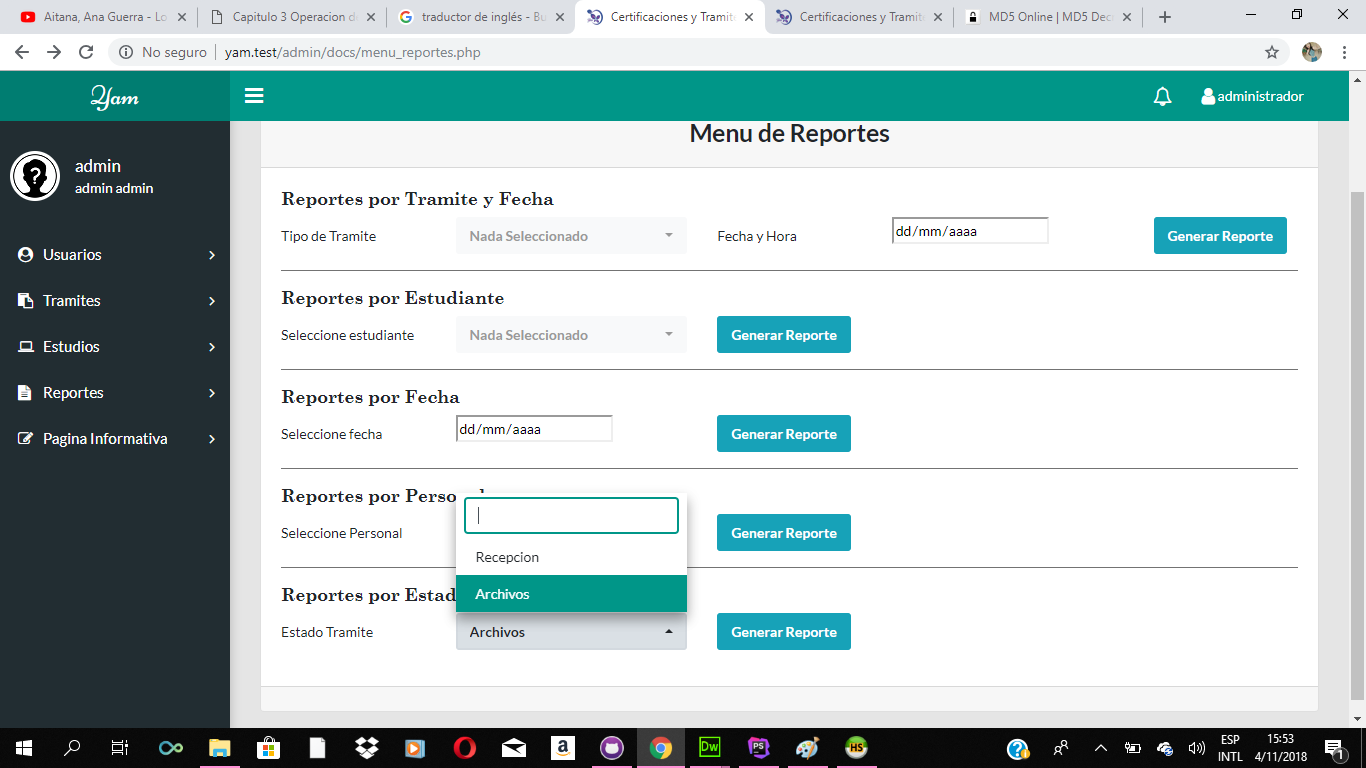 Aitana, Ana Guerra - Lo
Capitulo 3 Operacion d
traductor de inglés - Bu
Certificaciones y Tramit
Certificaciones y Tramit
MD5 Online | MD5 Dec
No seguro
yam.test/admin/docs/menu_reportes.php
Yam
administrador
admin
admin admin
Usuarios
Tramites
Estudios
Reportes
Pagina Informativa
Menu de Reportes
Reportes por Tramite y Fecha
Tipo de Tramite
Nada Seleccionado
Fecha y Hora
dd/mm/aaaa
Generar Reporte
Reportes por Estudiante
Seleccione estudiante
Nada Seleccionado
Generar Reporte
Reportes por Fecha
Seleccione fecha
dd/mm/aaaa
Generar Reporte
Reportes por Perso
Seleccione Personal
Generar Reporte
Recepcion
Archivos
Reportes por Estad
Estado Tramite
Archivos
Generar Reporte
a
Dw
PS
HS
ESP
INTL
15:53
4/11/2018
1